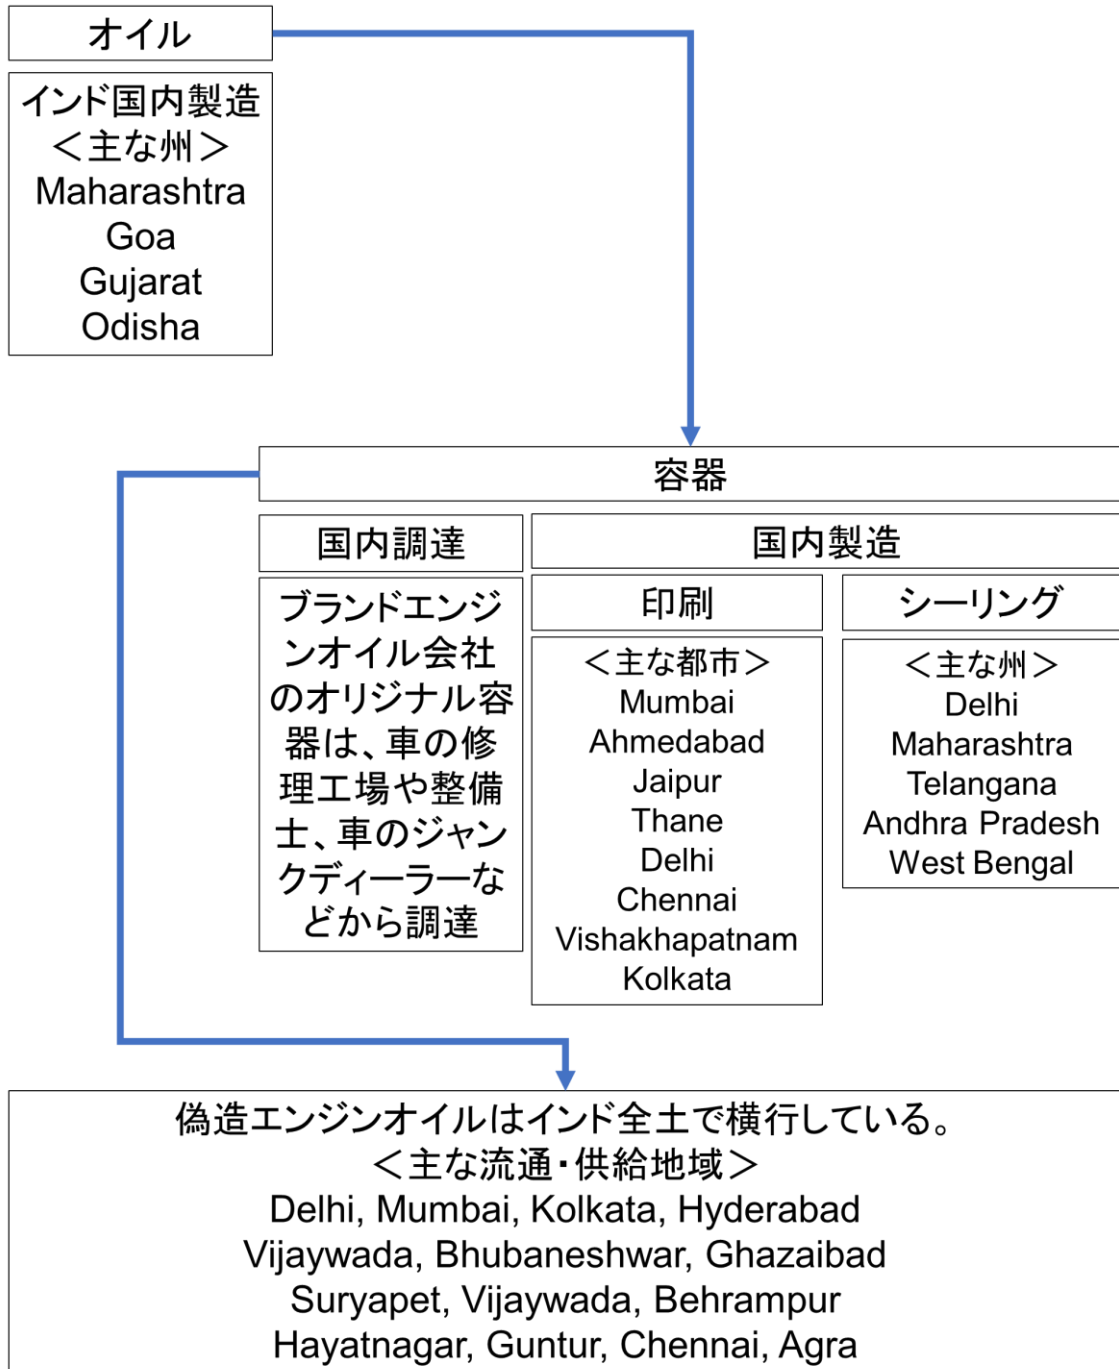 オイル
インド国内製造
＜主な州＞
Maharashtra
Goa
Gujarat
Odisha
容器
国内調達
ブランドエンジ
ンオイル会社
のオリジナル容
器は、車の修
理工場や整備
士、車のジャン
クディーラーな
どから調達
国内製造
印刷
＜主な都市＞
Mumbai
Ahmedabad
Jaipur
Thane
Delhi
Chennai
Vishakhapatnam
Kolkata
シーリング
＜主な州＞
Delhi
Maharashtra
Telangana
Andhra Pradesh
West Bengal
偽造エンジンオイルはインド全土で横行している。
＜主な流通・供給地域＞
Delhi, Mumbai, Kolkata, Hyderabad
Vijaywada, Bhubaneshwar, Ghazaibad
Suryapet, Vijaywada, Behrampur
Hayatnagar, Guntur, Chennai, Agra